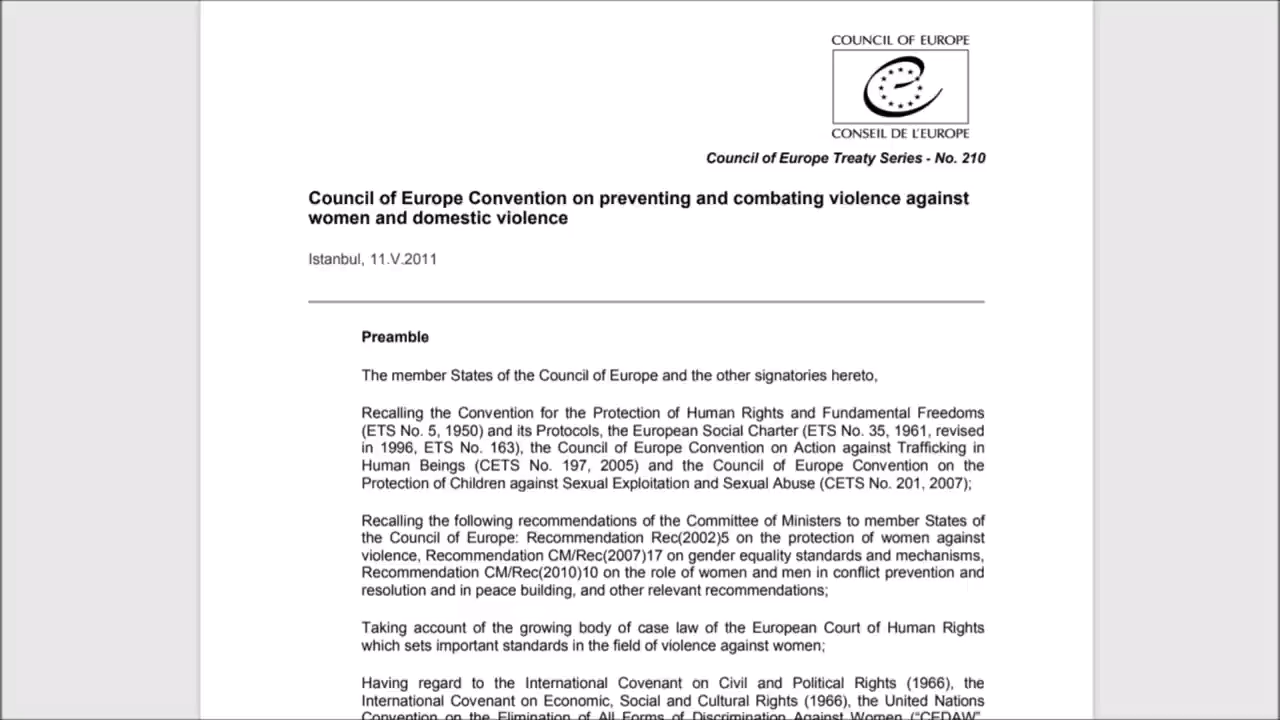 COUNCIL OF EUROPE
CONSEIL DE L'EUROPE
Council of Europe Treaty Series - No. 210
Council of Europe Convention on preventing and combating violence against
women and domestic violence
Istanbul, 11.V.2011
Preamble
The member States of the Council of Europe and the other signatories hereto,
Recalling the Convention for the Protection of Human Rights and Fundamental Freedoms
(ETS No. 5, 1950) and its Protocols, the European Social Charter (ETS No. 35, 1961, revised
in 1996, ETS No. 163), the Council of Europe Convention on Action against Trafficking in
Human Beings (CETS No. 197, 2005) and the Council of Europe Convention on the
Protection of Children against Sexual Exploitation and Sexual Abuse (CETS No. 201, 2007);
Recalling the following recommendations of the Committee of Ministers to member States of
the Council of Europe: Recommendation Rec(2002)5 on the protection of women against
violence, Recommendation CM/Rec(2007)17 on gender equality standards and mechanisms,
Recommendation CM/Rec(2010)10 on the role of women and men in conflict prevention and
resolution and in peace building, and other relevant recommendations;
Taking account of the growing body of case law of the European Court of Human Rights
which sets important standards in the field of violence against women;
Having regard to the International Covenant on Civil and Political Rights (1966), the
International Covenant on Economic, Social and Cultural Rights (1966), the United Nations
Convention on the Elimination of All Forms of Discrimination Against Women ("CEDAW",